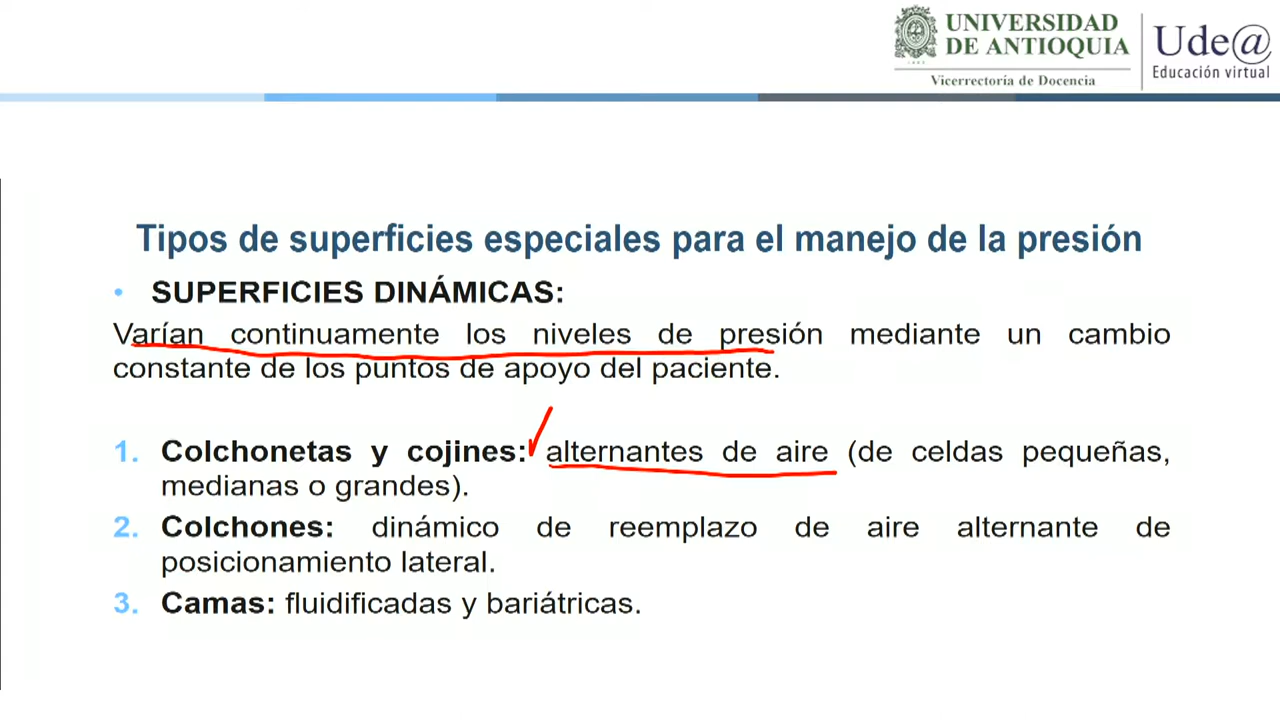 UNIVERSIDAD
DE ANTIOQUIA
Vicerrectoría de Docencia
Ude@
Educación virtual
Tipos de superficies especiales para el manejo de la presión
• SUPERFICIES DINÁMICAS:
Varían continuamente los niveles de presión mediante un cambio
constante de los puntos de apoyo del paciente.
1. Colchonetas y cojines: alternantes de aire (de celdas pequeñas,
medianas o grandes).
2. Colchones: dinámico de reemplazo de aire alternante de
posicionamiento lateral.
3. Camas: fluidificadas y bariátricas.